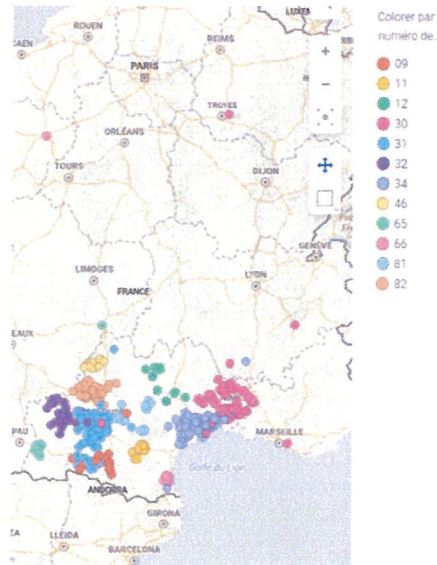 ROUEN
CAEN
REIMS
LUXEM
PARIS
TROYES
ORLÉANS
TOURS
DIJON
GENÈVE
LIMOGES
LYON
FRANCE
EAUX
PAU
MARSEILLE
Golfe du Lion
ANDORRA
GIRONA
LLEIDA
BARCELONA
+
−
Colorer par
numéro de..
09
11
12
30
31
32
34
46
65
66
81
82